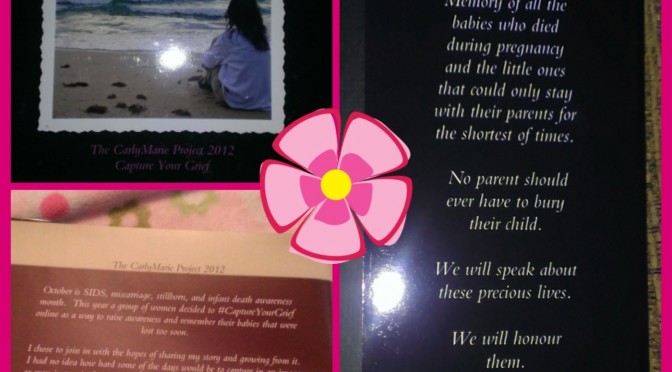 The CarlyMarie Project 2012
Capture Your Grief
Memory of all the
babies who died
during pregnancy
and the little ones
that could only stay
with their parents for
the shortest of times.
No parent should
ever have to bury
their child.
We will speak about
these precious lives.
We will honour
them.
The CarlyMarie Project 2012
October is SIDS, miscarriage, stillborn, and infant death awareness
month. This year a group of women decided to #CaptureYourGrief
online as a way to raise awareness and remember their babies that were
lost too soon.
I chose to join in with the hopes of sharing my story and growing from it.
I had no idea how hard some of the days would be to capture in an image